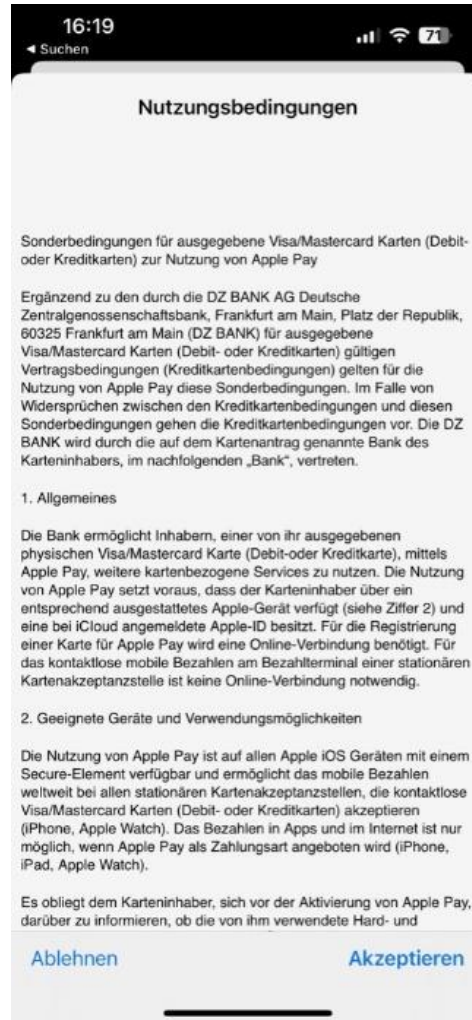 16:19
◄ Suchen
71
Nutzungsbedingungen
Sonderbedingungen für ausgegebene Visa/Mastercard Karten (Debit-
oder Kreditkarten) zur Nutzung von Apple Pay
Ergänzend zu den durch die DZ BANK AG Deutsche
Zentralgenossenschaftsbank, Frankfurt am Main, Platz der Republik,
60325 Frankfurt am Main (DZ BANK) für ausgegebene
Visa/Mastercard Karten (Debit- oder Kreditkarten) gültigen
Vertragsbedingungen (Kreditkartenbedingungen) gelten für die
Nutzung von Apple Pay diese Sonderbedingungen. Im Falle von
Widersprüchen zwischen den Kreditkartenbedingungen und diesen
Sonderbedingungen gehen die Kreditkartenbedingungen vor. Die DZ
BANK wird durch die auf dem Kartenantrag genannte Bank des
Karteninhabers, im nachfolgenden „Bank“, vertreten.
1. Allgemeines
Die Bank ermöglicht Inhabern, einer von ihr ausgegebenen
physischen Visa/Mastercard Karte (Debit-oder Kreditkarte), mittels
Apple Pay, weitere kartenbezogene Services zu nutzen. Die Nutzung
von Apple Pay setzt voraus, dass der Karteninhaber über ein
entsprechend ausgestattetes Apple-Gerät verfügt (siehe Ziffer 2) und
eine bei iCloud angemeldete Apple-ID besitzt. Für die Registrierung
einer Karte für Apple Pay wird eine Online-Verbindung benötigt. Für
das kontaktlose mobile Bezahlen am Bezahlterminal einer stationären
Kartenakzeptanzstelle ist keine Online-Verbindung notwendig.
2. Geeignete Geräte und Verwendungsmöglichkeiten
Die Nutzung von Apple Pay ist auf allen Apple iOS Geräten mit einem
Secure-Element verfügbar und ermöglicht das mobile Bezahlen
weltweit bei allen stationären Kartenakzeptanzstellen, die kontaktlose
Visa/Mastercard Karten (Debit- oder Kreditkarten) akzeptieren
(iPhone, Apple Watch). Das Bezahlen in Apps und im Internet ist nur
möglich, wenn Apple Pay als Zahlungsart angeboten wird (iPhone,
iPad, Apple Watch).
Es obliegt dem Karteninhaber, sich vor der Aktivierung von Apple Pay,
darüber zu informieren, ob die von ihm verwendete Hard- und
Ablehnen
Akzeptieren